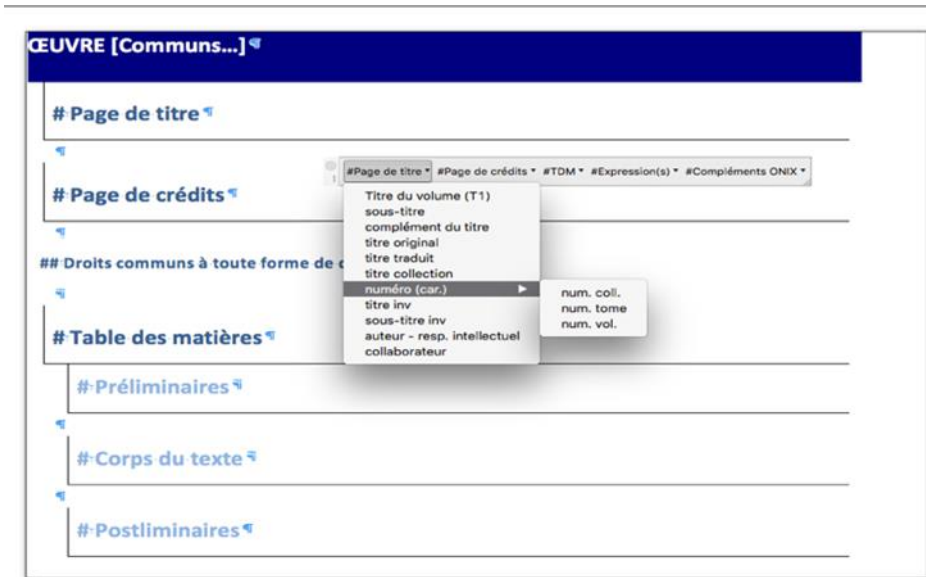 ŒUVRE [Communs...]¶
# Page de titre¶
¶
#Page de titre ▾ #Page de crédits ▾ #TDM ▾ #Expression(s) ▾ #Compléments ONIX ▾
# Page de crédits¶
Titre du volume (T1)
sous-titre
complément du titre
titre original
titre traduit
titre collection
numéro (car.) ▶
titre inv
sous-titre inv
auteur – resp. intellectuel
collaborateur
num. coll.
num. tome
num. vol.
¶
## Droits communs à toute forme de
¶
# Table des matières¶
# Préliminaires¶
¶
# Corps du texte¶
¶
# Postliminaires¶